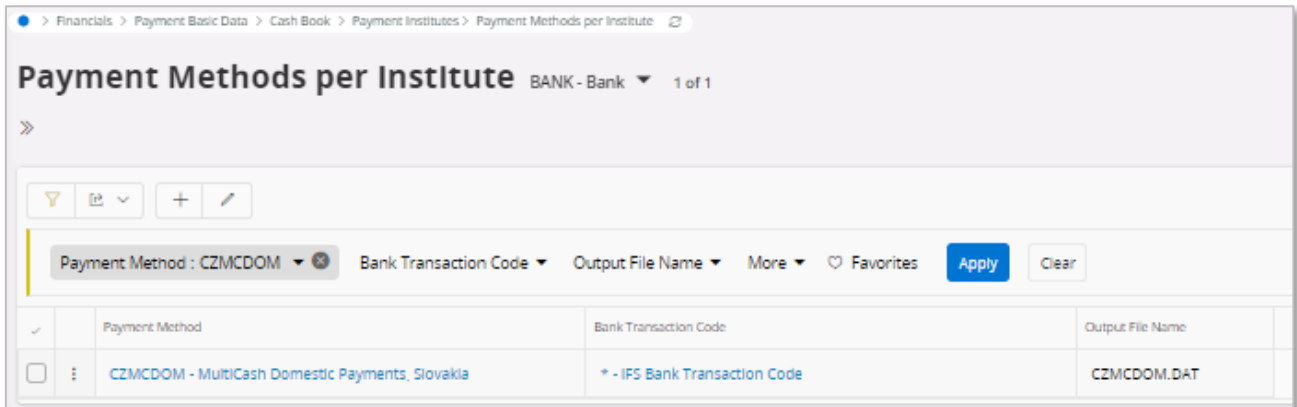 > Financials > Payment Basic Data > Cash Book > Payment Institutes > Payment Methods per Institute
Payment Methods per Institute BANK - Bank 1 of 1
Payment Method : CZMCDOM Bank Transaction Code Output File Name More Favorites Apply Clear
Payment Method Bank Transaction Code Output File Name
CZMCDOM - MultiCash Domestic Payments, Slovakia * - IFS Bank Transaction Code CZMCDOM.DAT